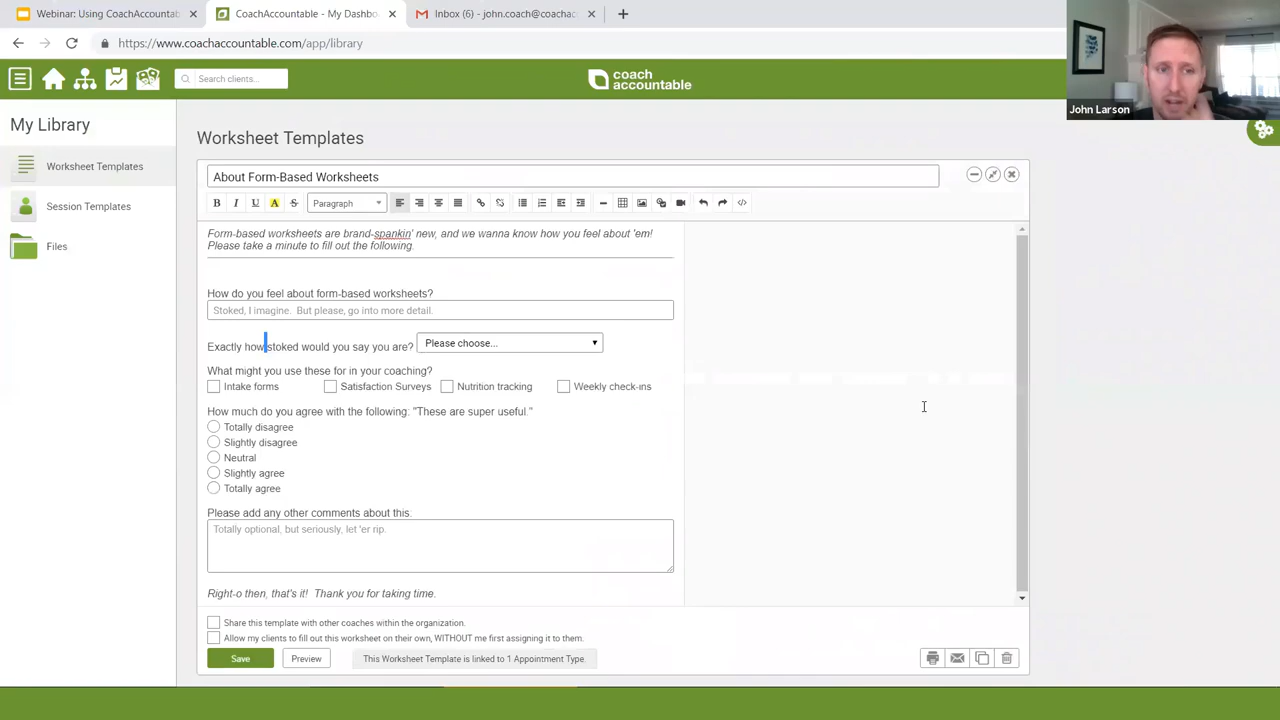 Webinar: Using CoachAccountab
CoachAccountable - My Dashbo
Inbox (6) - john.coach@coachac
https://www.coachaccountable.com/app/library
Search clients...
coach
accountable
John Larson
My Library
Worksheet Templates
Session Templates
Files
Worksheet Templates
About Form-Based Worksheets
B I U A S Paragraph
Form-based worksheets are brand-spankin' new, and we wanna know how you feel about 'em!
Please take a minute to fill out the following.
How do you feel about form-based worksheets?
Stoked, I imagine. But please, go into more detail.
Exactly how stoked would you say you are? Please choose...
What might you use these for in your coaching?
Intake forms Satisfaction Surveys Nutrition tracking Weekly check-ins
How much do you agree with the following: "These are super useful."
Totally disagree
Slightly disagree
Neutral
Slightly agree
Totally agree
Please add any other comments about this:
Totally optional, but seriously, let 'er rip.
Right-o then, that's it! Thank you for taking time.
Share this template with other coaches within the organization.
Allow my clients to fill out this worksheet on their own, WITHOUT me first assigning it to them.
Save Preview This Worksheet Template is linked to 1 Appointment Type.